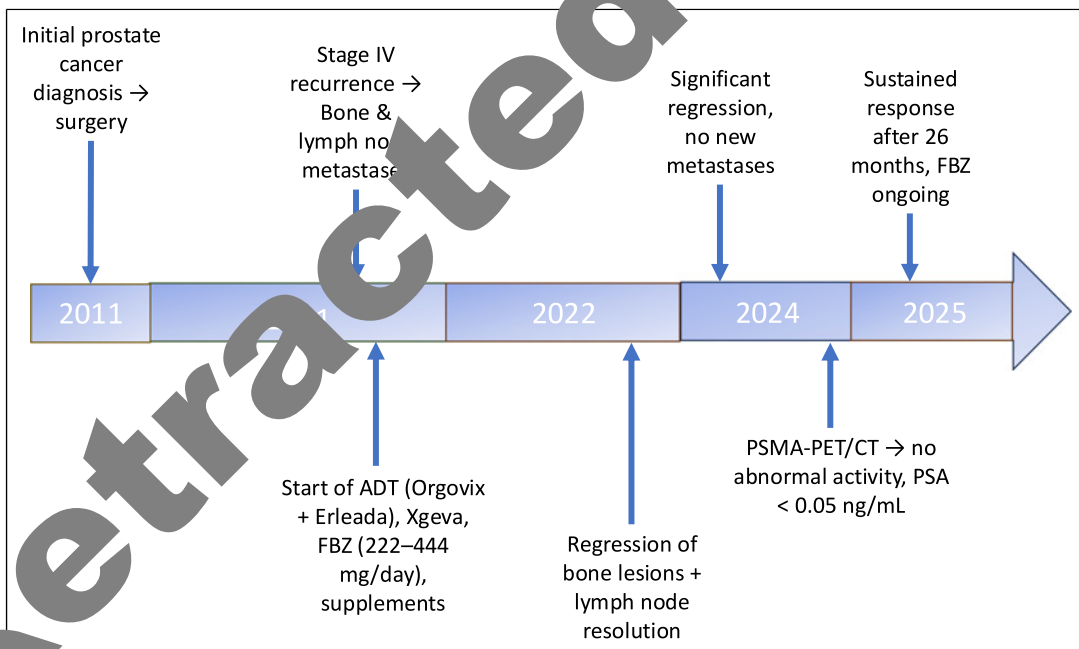 Initial prostate
cancer
diagnosis →
surgery
Stage IV
recurrence →
Bone &
lymph
Significant
regression,
no new
metastases
Sustained
response
after 26
months, FBZ
ongoing
2011
2022
2024
2025
Start of ADT (Orgovix
+ Erleada), Xgeva,
FBZ (222–444
mg/day),
supplements
Regression of
bone lesions +
lymph node
resolution
PSMA-PET/CT → no
abnormal activity, PSA
< 0.05 ng/mL
etracted